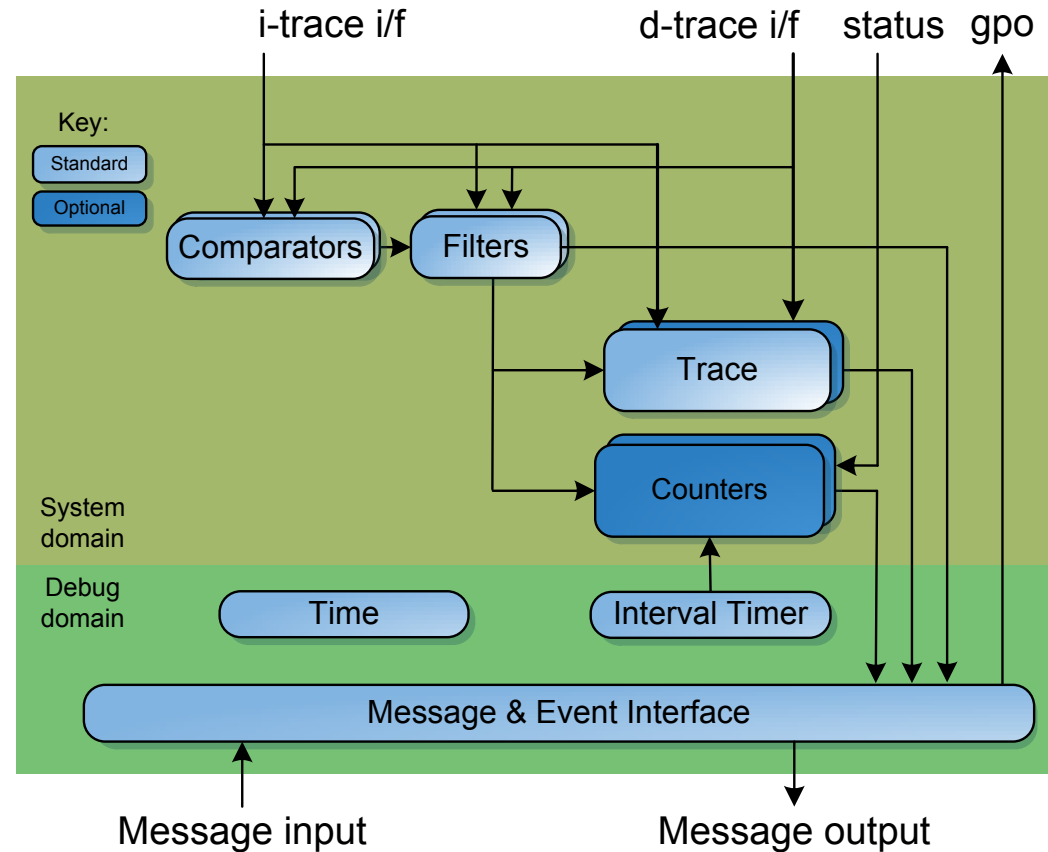 i-trace i/f
d-trace i/f
status
gpo
Key:
Standard
Optional
Comparators
Filters
Trace
Counters
System
domain
Debug
domain
Time
Interval Timer
Message & Event Interface
Message input
Message output